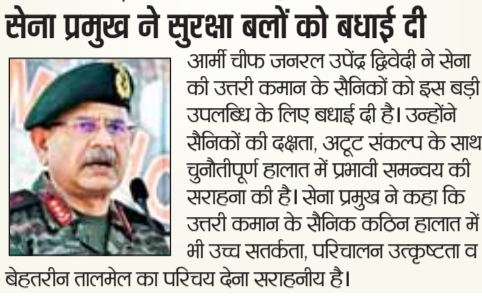 सेना प्रमुख ने सुरक्षा बलों को बधाई दी
आर्मी चीफ जनरल उपेंद्र द्विवेदी ने सेना
की उत्तरी कमान के सैनिकों को इस बड़ी
उपलब्धि के लिए बधाई दी है। उन्होंने
सैनिकों की दक्षता, अटूट संकल्प के साथ
चुनौतीपूर्ण हालात में प्रभावी समन्वय की
सराहना की है। सेना प्रमुख ने कहा कि
उत्तरी कमान के सैनिक कठिन हालात में
भी उच्च सतर्कता, परिचालन उत्कृष्टता व
बेहतरीन तालमेल का परिचय देना सराहनीय है।